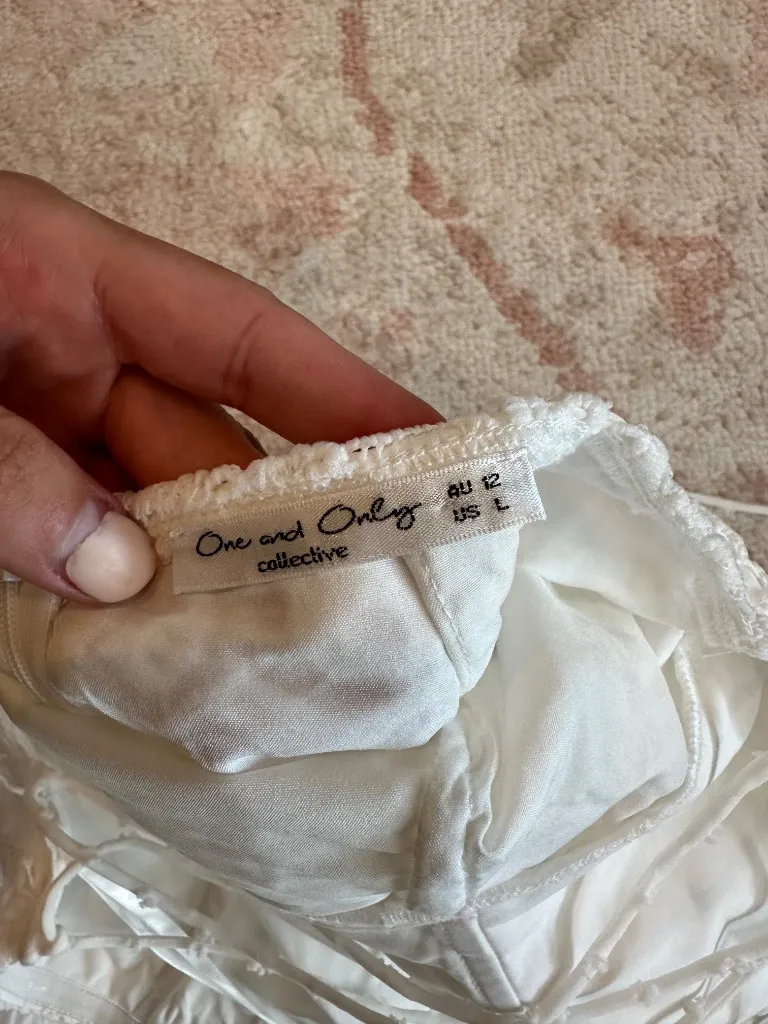 One and Only
collective
AU 12
US L